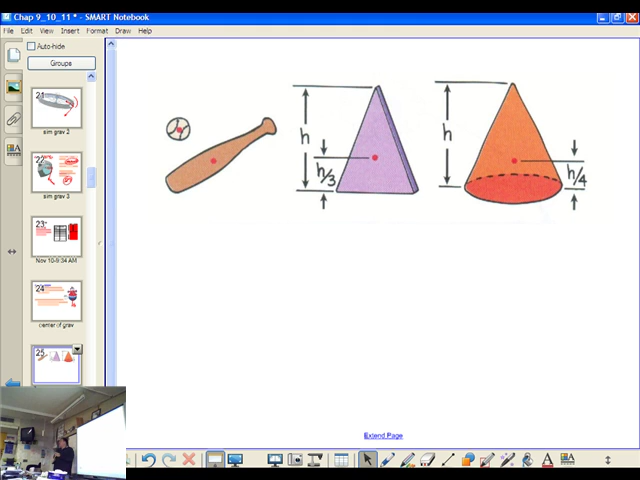 Chap 9_10_11 * - SMART Notebook
File Edit View Insert Format Draw Help
Auto-hide
Groups
21
sim grav 2
22
sim grav 3
23
Nov 10-9:34 AM
24
center of grav
25
h
h/3
h
h/4
Extend Page
A